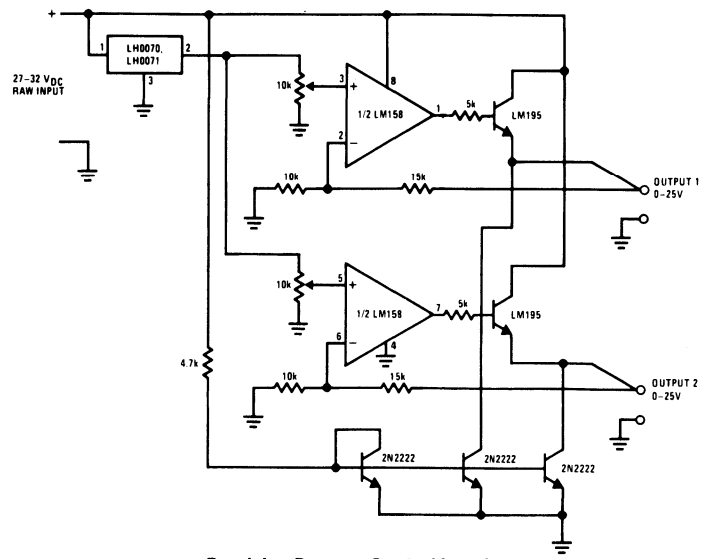 +
1
LH0070,
LH0071
2
3
27–32 VDC
RAW INPUT
10k
3
+
8
1/2 LM158
2
–
1
5k
LM195
10k
15k
OUTPUT 1
0–25V
10k
5
+
1/2 LM158
6
–
4
7
5k
LM195
4.7k
10k
15k
OUTPUT 2
0–25V
2N2222
2N2222
2N2222